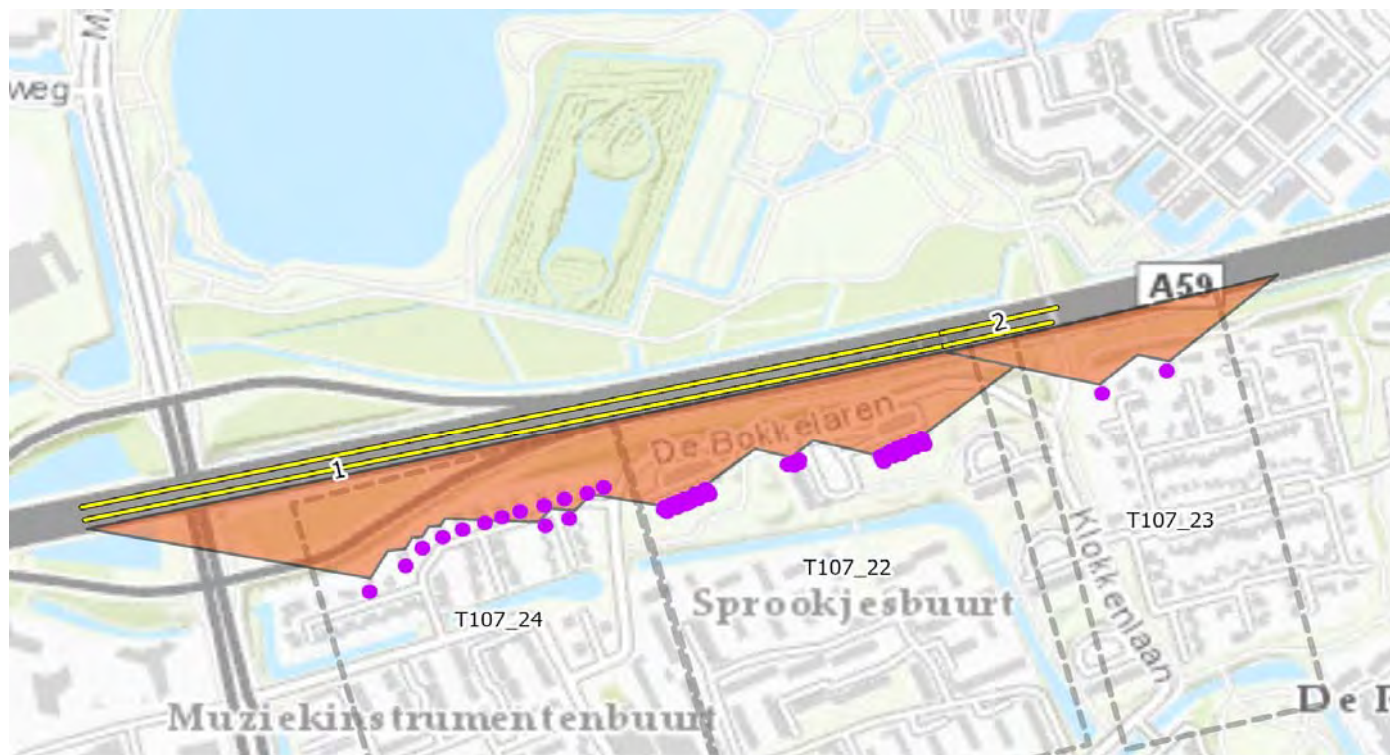 weg
A59
2
1
De Bokkelaren
Klokkenlaan
T107_23
T107_22
T107_24
Sprookjesbuurt
Muziekinstrumentenbuurt
De